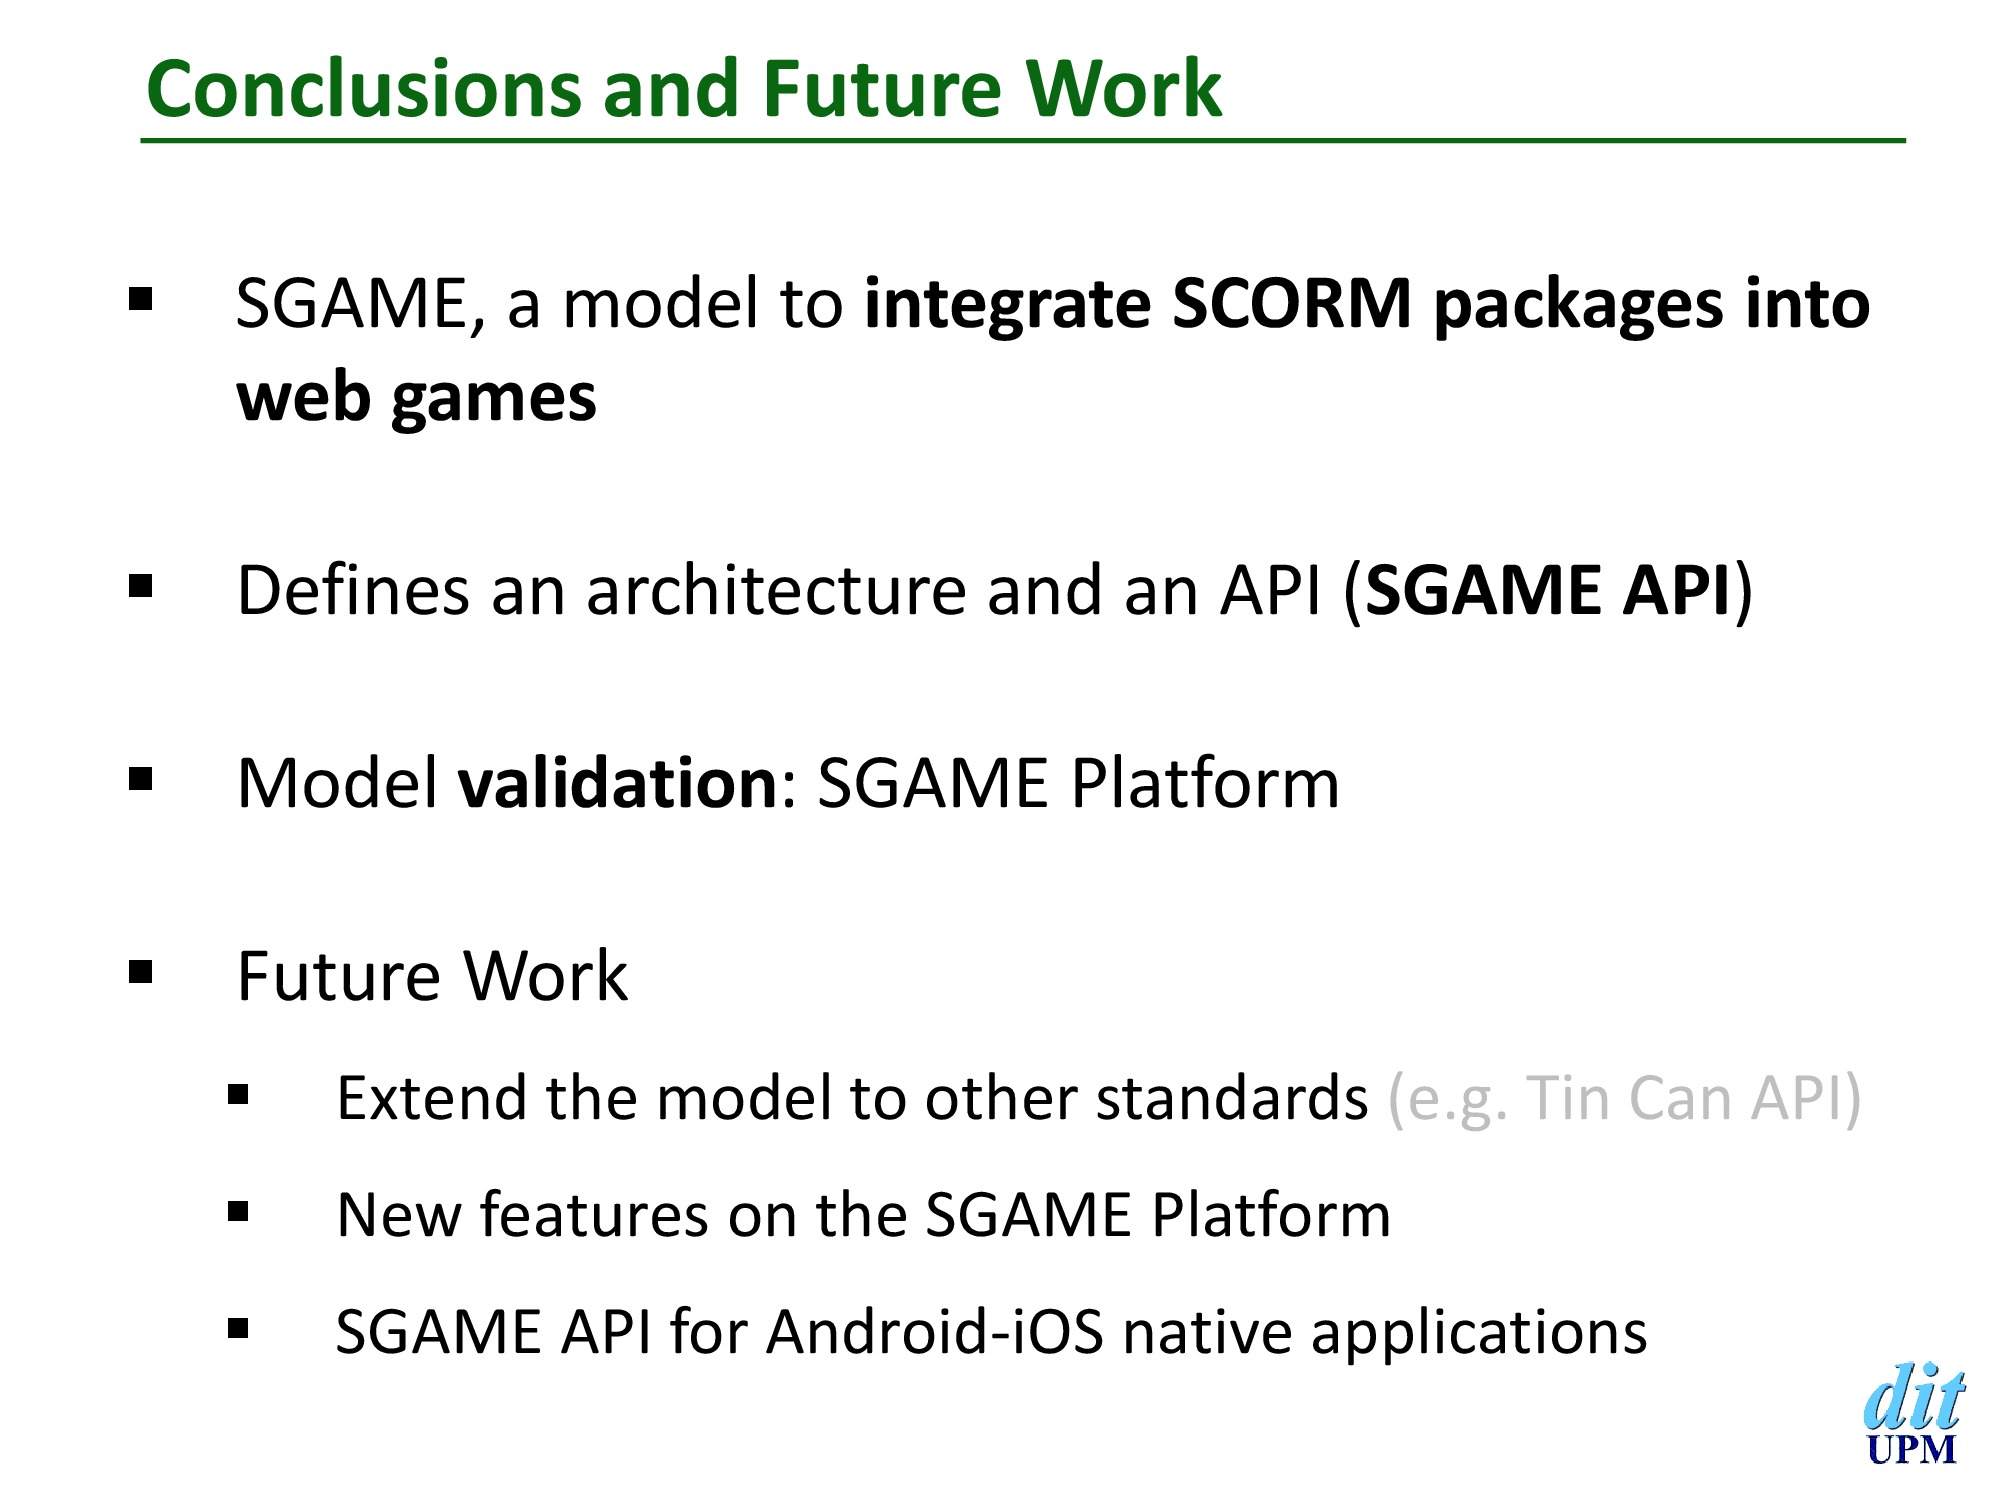 Conclusions and Future Work
▪ SGAME, a model to integrate SCORM packages into
web games
▪ Defines an architecture and an API (SGAME API)
▪ Model validation: SGAME Platform
▪ Future Work
▪ Extend the model to other standards (e.g. Tin Can API)
▪ New features on the SGAME Platform
▪ SGAME API for Android-iOS native applications
dit
UPM